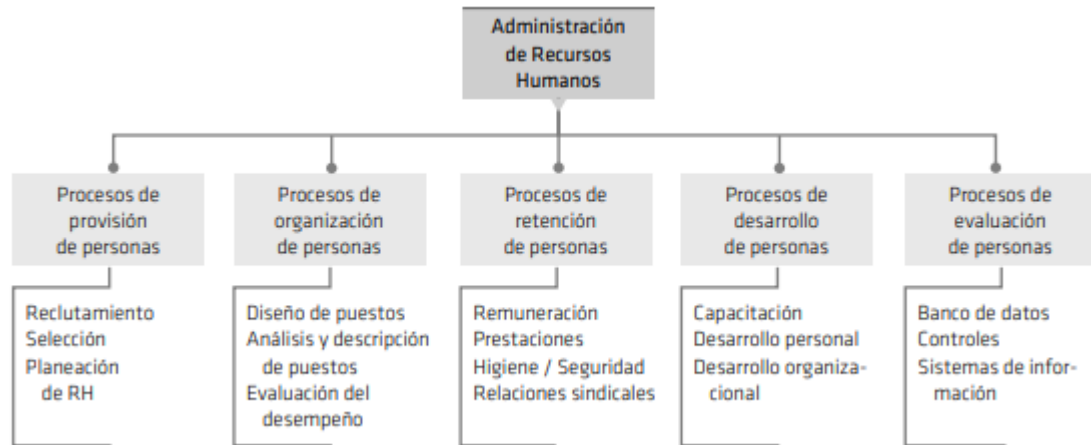 Administración
de Recursos
Humanos
Procesos de
provisión
de personas
Procesos de
organización
de personas
Procesos de
retención
de personas
Procesos de
desarrollo
de personas
Procesos de
evaluación
de personas
Reclutamiento
Selección
Planeación
de RH
Diseño de puestos
Análisis y descripción
de puestos
Evaluación del
desempeño
Remuneración
Prestaciones
Higiene / Seguridad
Relaciones sindicales
Capacitación
Desarrollo personal
Desarrollo organiza-
cional
Banco de datos
Controles
Sistemas de infor-
mación